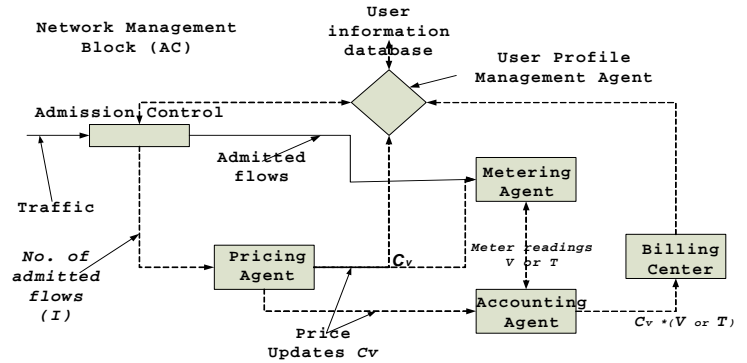 Network Management
Block (AC)
User
information
database
User Profile
Management Agent
Admission Control
Admitted
flows
Metering
Agent
Traffic
No. of
admitted
flows
(I)
Pricing
Agent
Cv
Meter readings
V or T
Billing
Center
Accounting
Agent
Cv *(V or T)
Price
Updates Cv